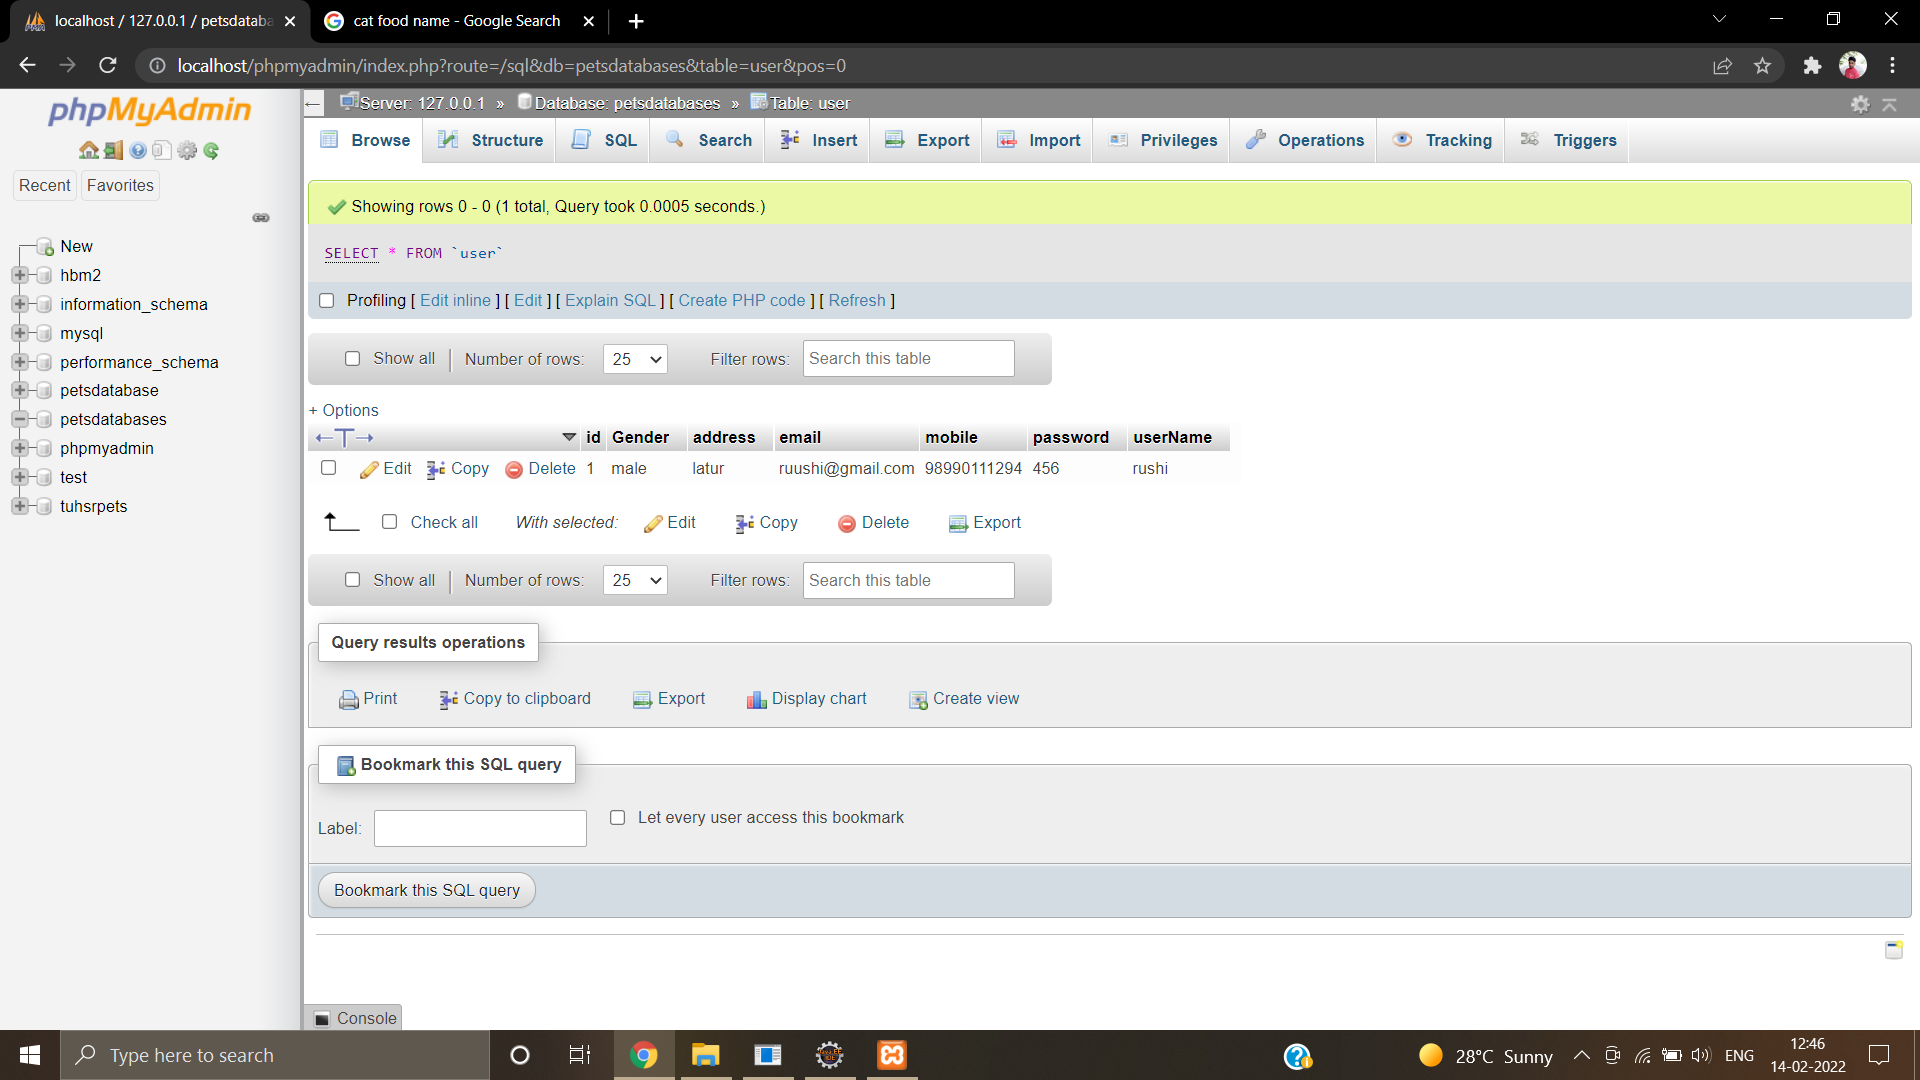 localhost / 127.0.0.1 / petsdataba
cat food name - Google Search
localhost/phpmyadmin/index.php?route=/sql&db=petsdatabases&table=user&pos=0
phpMyAdmin
Recent
Favorites
New
hbm2
information_schema
mysql
performance_schema
petsdatabase
petsdatabases
phpmyadmin
test
tuhsrpets
Server: 127.0.0.1 » Database: petsdatabases » Table: user
Browse Structure SQL Search Insert Export Import Privileges Operations Tracking Triggers
Showing rows 0 - 0 (1 total, Query took 0.0005 seconds.)
SELECT * FROM `user`
Profiling [ Edit inline ] [ Edit ] [ Explain SQL ] [ Create PHP code ] [ Refresh ]
Show all Number of rows: 25 Filter rows: Search this table
+ Options
id Gender address email mobile password userName
Edit Copy Delete 1 male latur ruushi@gmail.com 98990111294 456 rushi
Check all With selected: Edit Copy Delete Export
Show all Number of rows: 25 Filter rows: Search this table
Query results operations
Print Copy to clipboard Export Display chart Create view
Bookmark this SQL query
Label: Let every user access this bookmark
Bookmark this SQL query
Console
Type here to search
28°C Sunny
ENG
12:46
14-02-2022